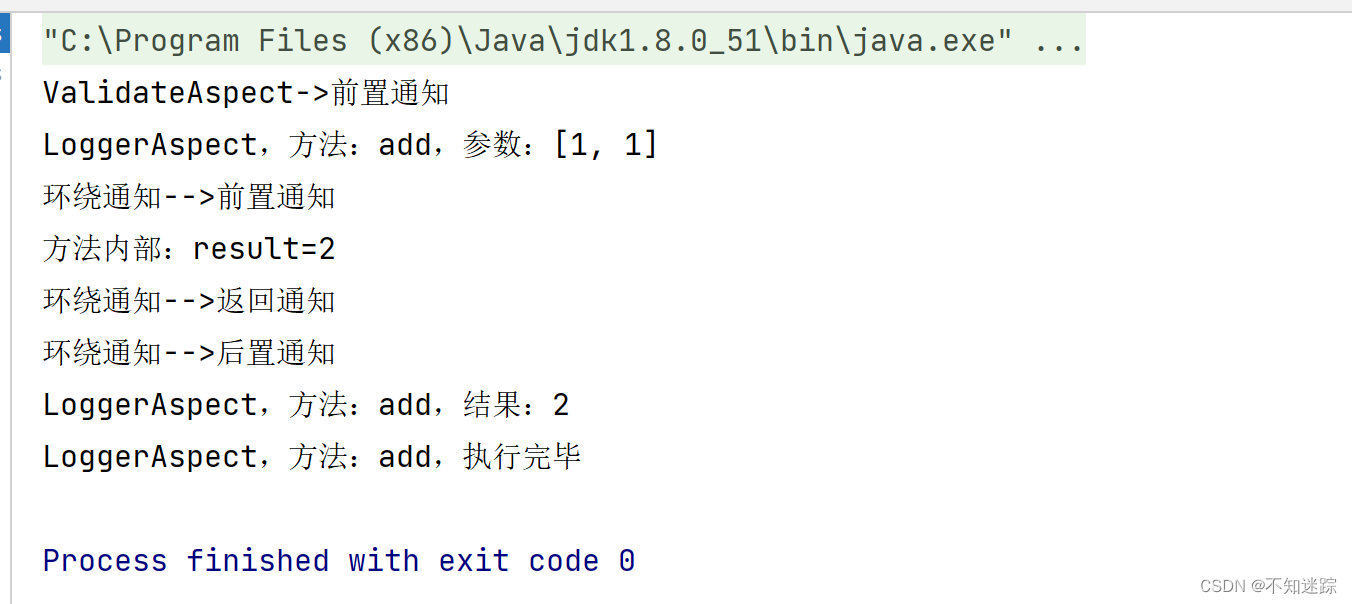 "C:\Program Files (x86)\Java\jdk1.8.0_51\bin\java.exe" ...
ValidateAspect->前置通知
LoggerAspect，方法：add，参数：[1, 1]
环绕通知-->前置通知
方法内部：result=2
环绕通知-->返回通知
环绕通知-->后置通知
LoggerAspect，方法：add，结果：2
LoggerAspect，方法：add，执行完毕
Process finished with exit code 0
CSDN @不知迷踪